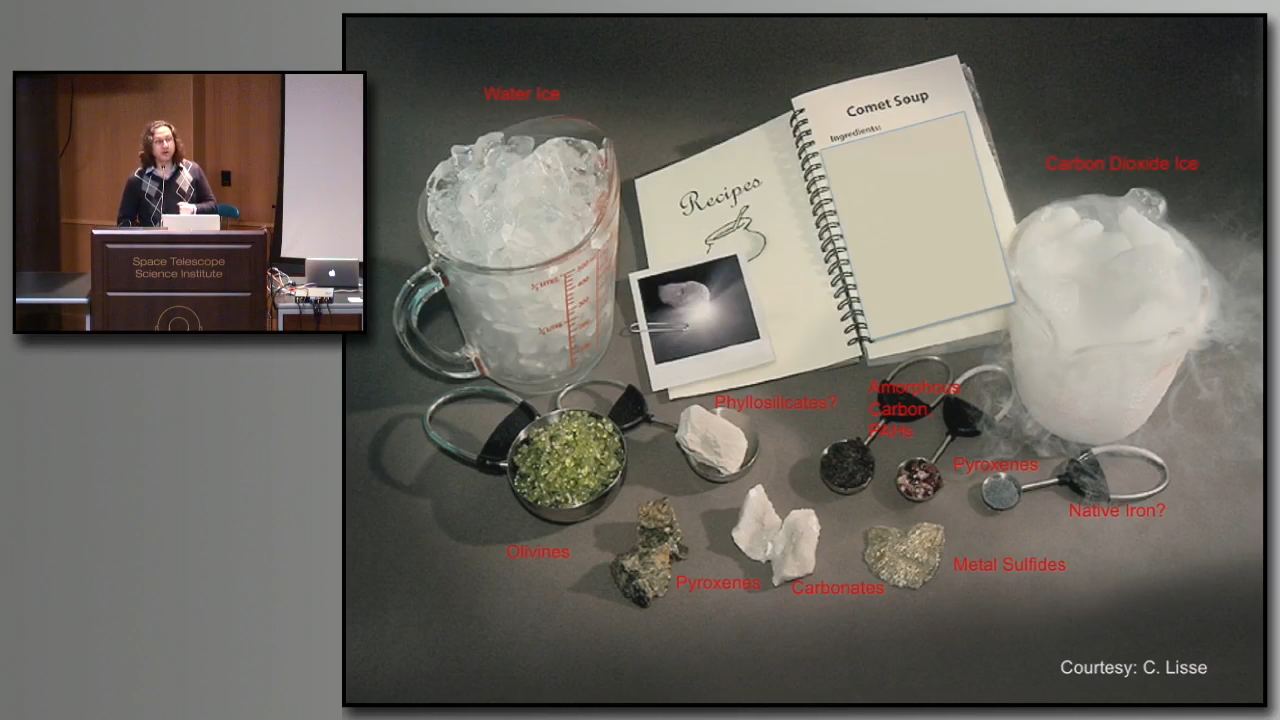 Water Ice
Comet Soup
Ingredients:
Recipes
Carbon Dioxide Ice
Space Telescope
Science Institute
Phyllosilicates?
Amorphous
Carbon,
PAHs
Pyroxenes
Native Iron?
Olivines
Pyroxenes
Carbonates
Metal Sulfides
Courtesy: C. Lisse